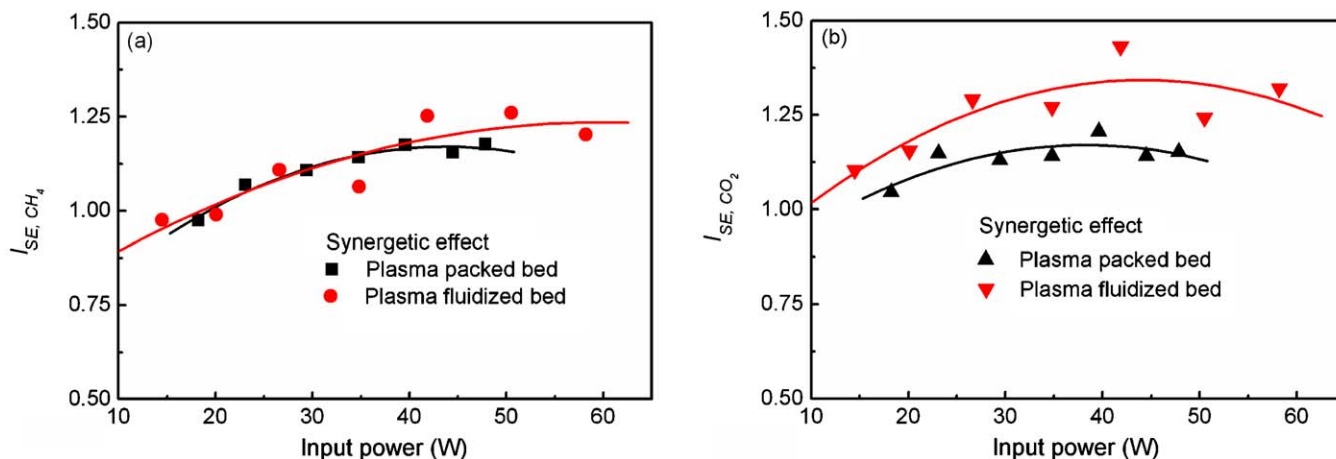 (a)
1.50
1.25
1.00
0.75
0.50
I_SE, CH_4
Synergetic effect
Plasma packed bed
Plasma fluidized bed
10 20 30 40 50 60
Input power (W)
(b)
1.50
1.25
1.00
0.75
0.50
I_SE, CO_2
Synergetic effect
Plasma packed bed
Plasma fluidized bed
10 20 30 40 50 60
Input power (W)